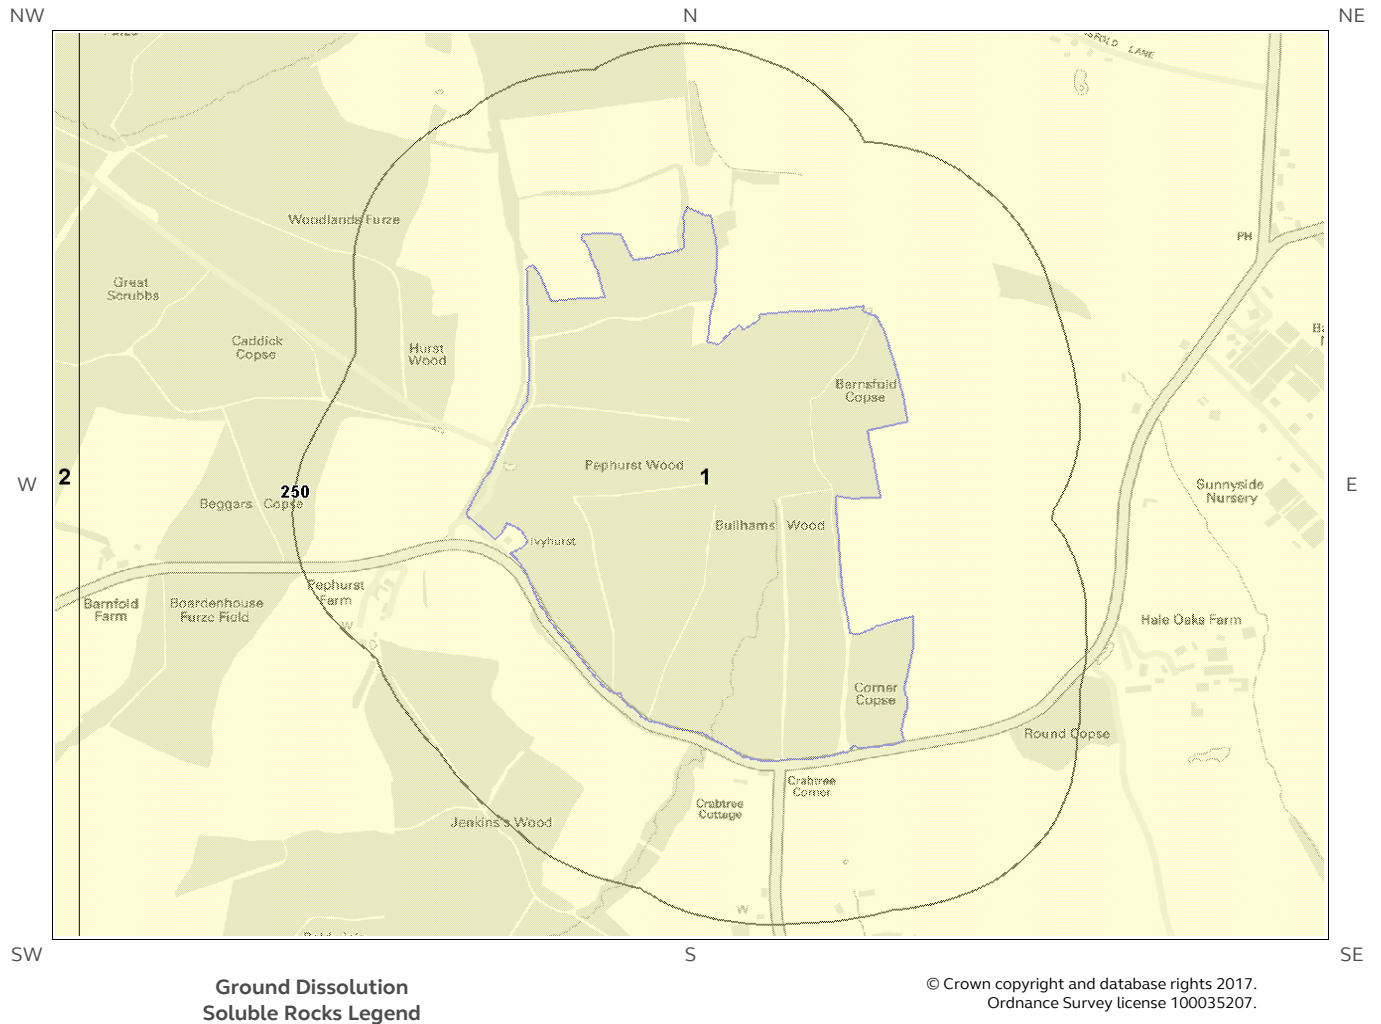 NW
N
NE
LANE
Woodlands Furze
PH
Great
Scrubbs
Caddick
Copse
Hurst
Wood
Barnsfold
Copse
Pephurst Wood
1
2
W
E
250
Beggars Copse
Sunnyside
Nursery
Bullhams Wood
Ivyhurst
Pephurst
Farm
Barnfold
Farm
Boardenhouse
Furze Field
W
Hale Oaks Farm
Corner
Copse
Round Copse
Crabtree
Corner
Crabtree
Cottage
Jenkins's Wood
W
SW
S
SE
Ground Dissolution
Soluble Rocks Legend
© Crown copyright and database rights 2017.
Ordnance Survey license 100035207.